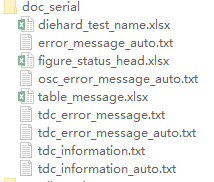 doc_serial
diehard_test_name.xlsx
error_message_auto.txt
figure_status_head.xlsx
osc_error_message_auto.txt
table_message.xlsx
tdc_error_message.txt
tdc_error_message_auto.txt
tdc_information.txt
tdc_information_auto.txt